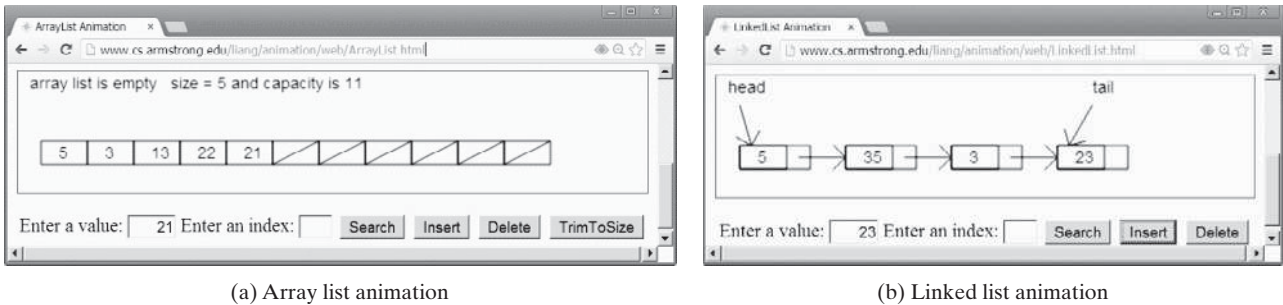 ArrayList Animation ×
www.cs.armstrong.edu/liang/animation/web/ArrayList.html
array list is empty size = 5 and capacity is 11
5 3 13 22 21
Enter a value: 21 Enter an index: Search Insert Delete TrimToSize
(a) Array list animation
LinkedList Animation ×
www.cs.armstrong.edu/liang/animation/web/LinkedList.html
head tail
5 35 3 23
Enter a value: 23 Enter an index: Search Insert Delete
(b) Linked list animation